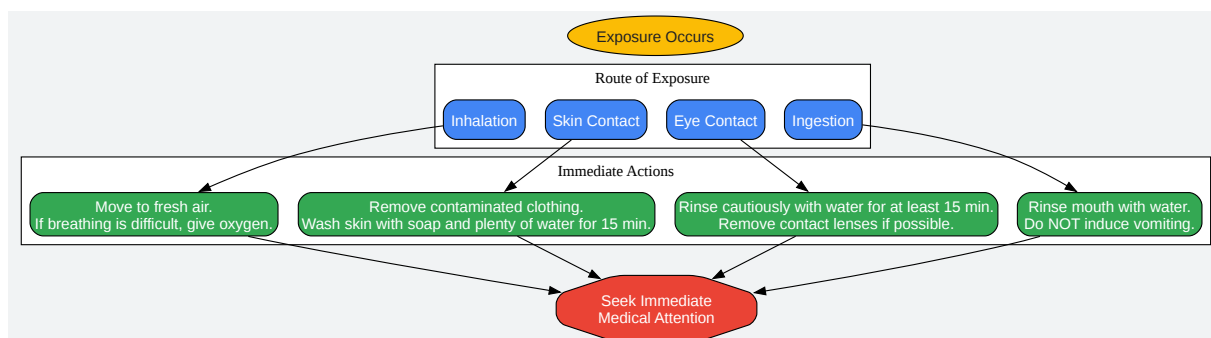 Exposure Occurs
Route of Exposure
Inhalation
Skin Contact
Eye Contact
Ingestion
Immediate Actions
Move to fresh air.
If breathing is difficult, give oxygen.
Remove contaminated clothing.
Wash skin with soap and plenty of water for 15 min.
Rinse cautiously with water for at least 15 min.
Remove contact lenses if possible.
Rinse mouth with water.
Do NOT induce vomiting.
Seek Immediate
Medical Attention